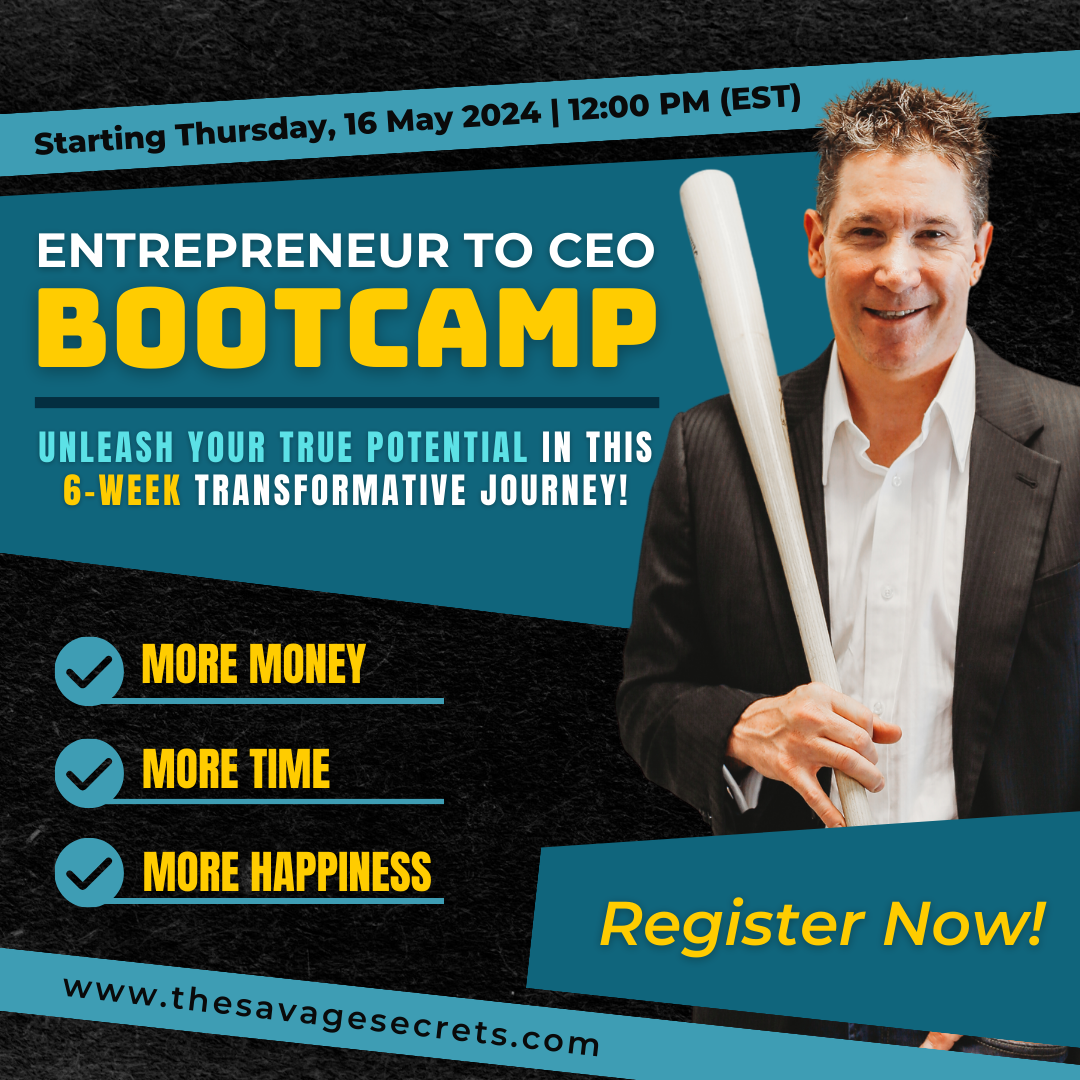 Starting Thursday, 16 May 2024 | 12:00 PM (EST)
ENTREPRENEUR TO CEO
BOOTCAMP
UNLEASH YOUR TRUE POTENTIAL IN THIS
6-WEEK TRANSFORMATIVE JOURNEY!
MORE MONEY
MORE TIME
MORE HAPPINESS
Register Now!
www.thesavagesecrets.com